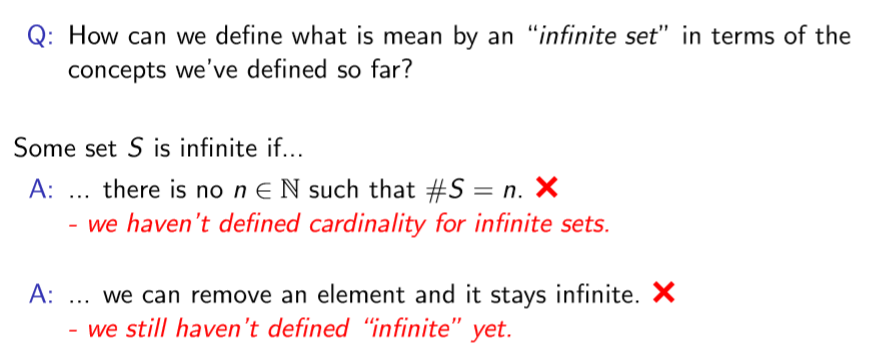 Q: How can we define what is mean by an “infinite set” in terms of the
concepts we've defined so far?
Some set S is infinite if...
A: ... there is no n ∈ ℕ such that #S = n. ✗
- we haven't defined cardinality for infinite sets.
A: ... we can remove an element and it stays infinite. ✗
- we still haven't defined “infinite” yet.